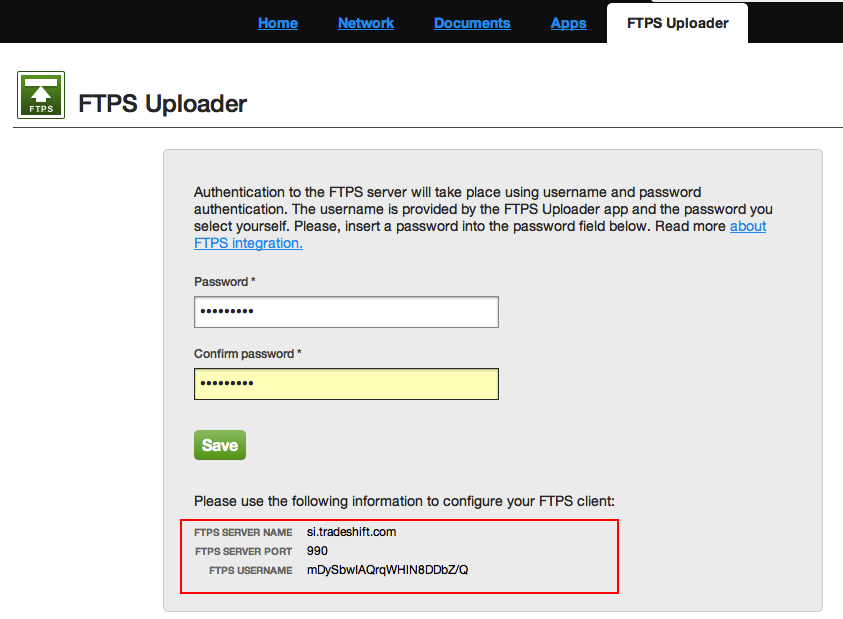 Home Network Documents Apps FTPS Uploader
FTPS
FTPS Uploader
Authentication to the FTPS server will take place using username and password
authentication. The username is provided by the FTPS Uploader app and the password you
select yourself. Please, insert a password into the password field below. Read more about
FTPS integration.
Password *
•••••••••
Confirm password *
•••••••••
Save
Please use the following information to configure your FTPS client:
FTPS SERVER NAME si.tradeshift.com
FTPS SERVER PORT 990
FTPS USERNAME mDySbwIAQrqWHIN8DDbZ/Q